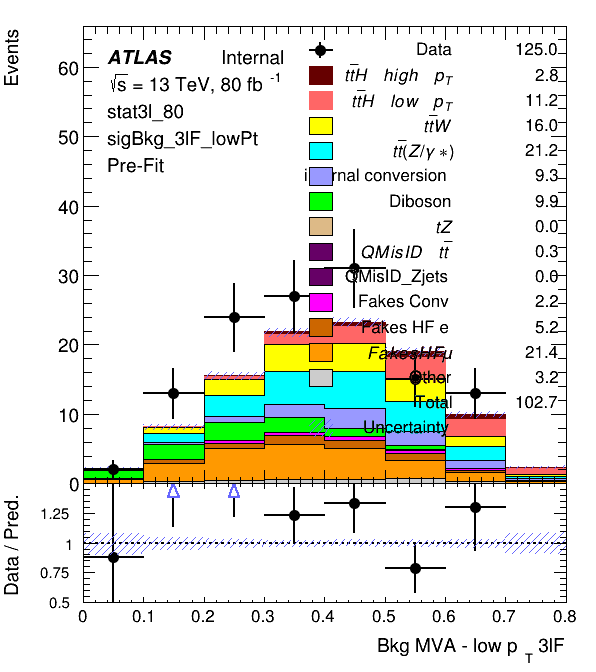 Events
ATLAS Internal
√s = 13 TeV, 80 fb -1
stat3l_80
sigBkg_3lF_lowPt
Pre-Fit
Data 125.0
tt̄H high pT 2.8
tt̄H low pT 11.2
tt̄W 16.0
tt̄(Z/γ*) 21.2
internal conversion 9.3
Diboson 9.9
tZ 0.0
QMisID tt̄ 0.3
QMisID_Zjets 0.0
Fakes Conv 2.2
Fakes HF e 5.2
FakesHFμ 21.4
Other 3.2
Total 102.7
Uncertainty
60
50
40
30
20
10
0
Data / Pred.
1.25
1
0.75
0.5
0 0.1 0.2 0.3 0.4 0.5 0.6 0.7 0.8
Bkg MVA - low p T 3lF